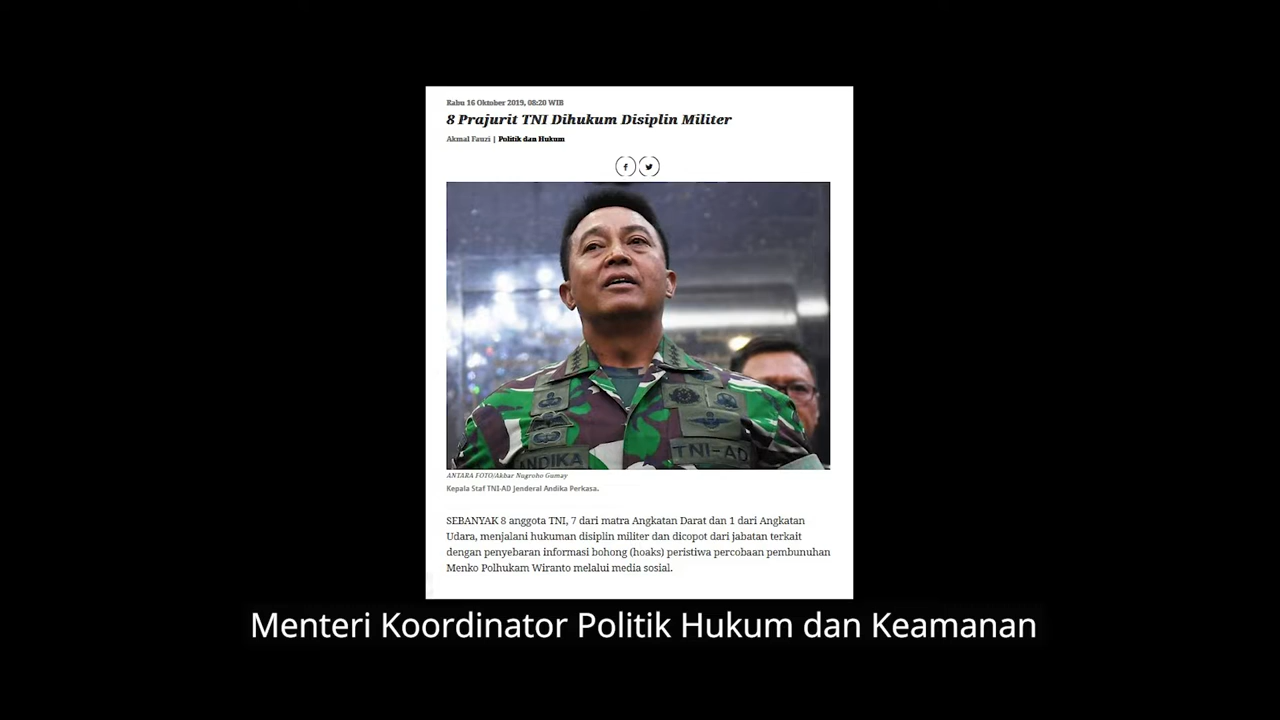 Rabu 16 Oktober 2019, 08:20 WIB
8 Prajurit TNI Dihukum Disiplin Militer
Akmal Fauzi | Politik dan Hukum
ANDIKA
TNI-AD
ANTARA FOTO/Akbar Nugroho Gumay
Kepala Staf TNI-AD Jenderal Andika Perkasa.
SEBANYAK 8 anggota TNI, 7 dari matra Angkatan Darat dan 1 dari Angkatan
Udara, menjalani hukuman disiplin militer dan dicopot dari jabatan terkait
dengan penyebaran informasi bohong (hoaks) peristiwa percobaan pembunuhan
Menko Polhukam Wiranto melalui media sosial.
Menteri Koordinator Politik Hukum dan Keamanan